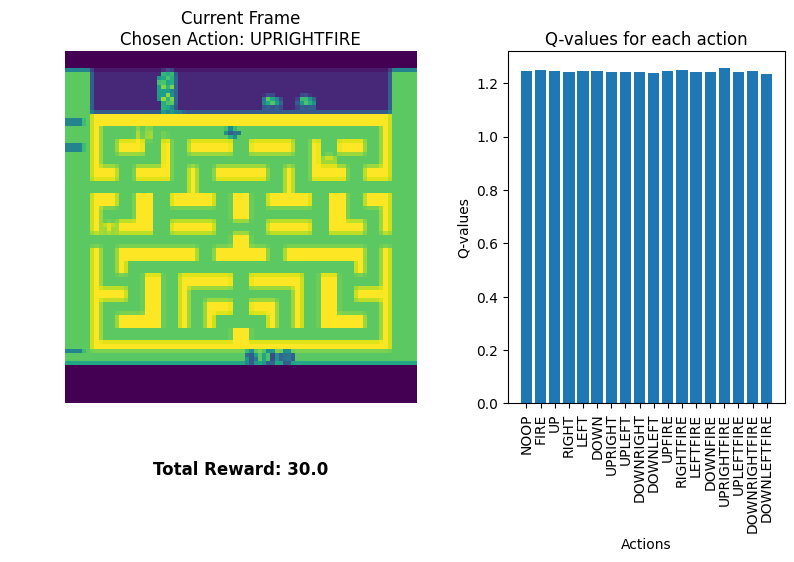 Current Frame
Chosen Action: UPRIGHTFIRE
Total Reward: 30.0
Q-values for each action
Q-values
1.2
1.0
0.8
0.6
0.4
0.2
0.0
NOOP
FIRE
UP
RIGHT
LEFT
DOWN
UPRIGHT
UPLEFT
DOWNRIGHT
DOWNLEFT
UPFIRE
RIGHTFIRE
LEFTFIRE
DOWNFIRE
UPRIGHTFIRE
UPLEFTFIRE
DOWNRIGHTFIRE
DOWNLEFTFIRE
Actions